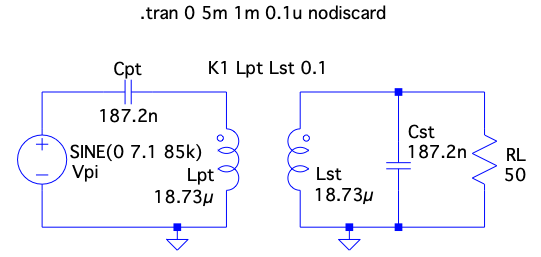 .tran 0 5m 1m 0.1u nodiscard
Cpt
K1 Lpt Lst 0.1
187.2n
SINE(0 7.1 85k)
Vpi
Lpt
18.73µ
Lst
18.73µ
Cst
187.2n
RL
50